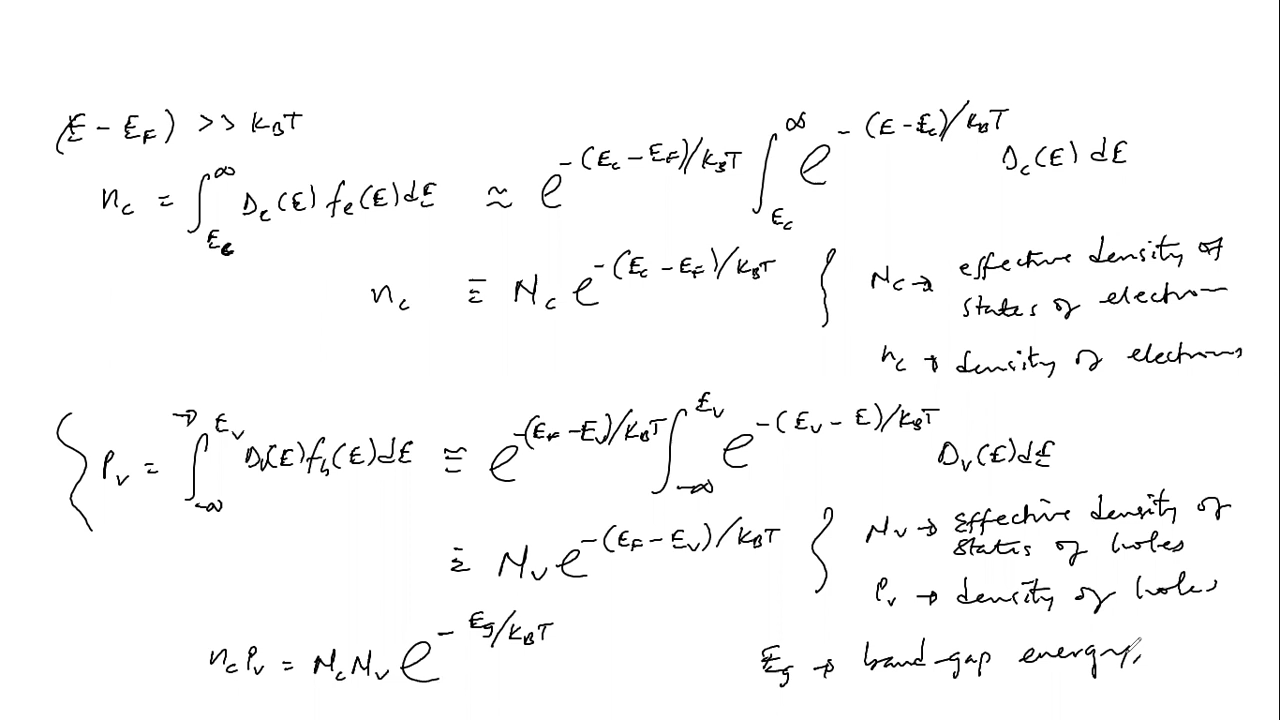 (E - E_F) >> k_BT
n_c = ∫_{E_c}^{∞} D_c(E) f_e(E)dE ≈ e^{-(E_c - E_F)/k_BT} ∫_{E_c}^{∞} e^{-(E - E_c)/k_BT} D_c(E) dE
n_c ≡ N_c e^{-(E_c - E_F)/k_BT} } N_c → effective density of
states of electron
n_c → density of electrons
{ P_v = ∫_{-∞}^{→ E_v} D_v(E) f_h(E)dE ≅ e^{-(E_F - E_v)/k_BT} ∫_{-∞}^{E_v} e^{-(E_v - E)/k_BT} D_v(E)dE
≡ N_v e^{-(E_F - E_v)/k_BT} } N_v → effective density of
states of holes
P_v → density of holes
n_c P_v = N_c N_v e^{-E_g/k_BT} E_g → band-gap energy,